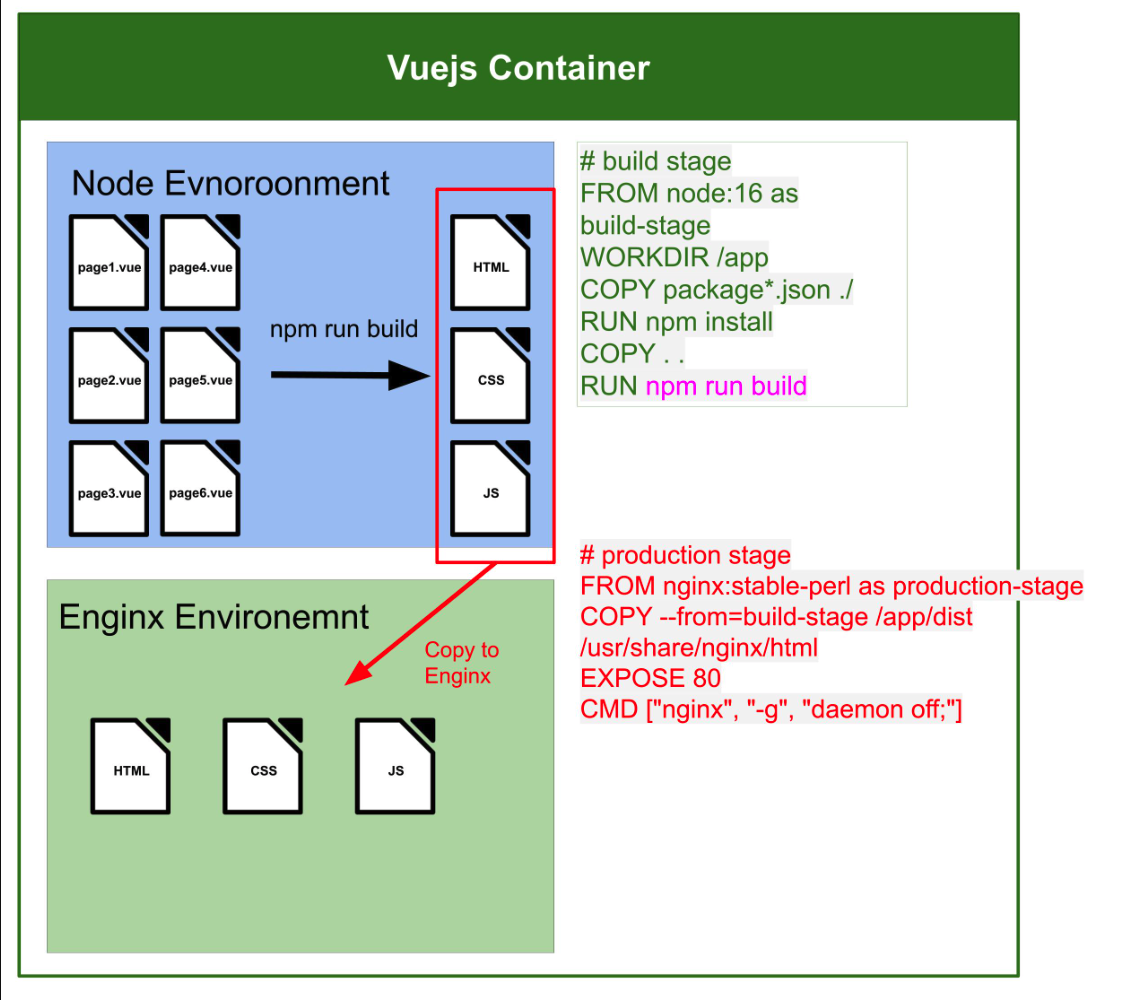 Vuejs Container
Node Evnoroonment
page1.vue
page4.vue
HTML
npm run build
page2.vue
page5.vue
CSS
page3.vue
page6.vue
JS
# build stage
FROM node:16 as
build-stage
WORKDIR /app
COPY package*.json ./
RUN npm install
COPY . .
RUN npm run build
Enginx Environemnt
Copy to
Enginx
HTML
CSS
JS
# production stage
FROM nginx:stable-perl as production-stage
COPY --from=build-stage /app/dist
/usr/share/nginx/html
EXPOSE 80
CMD ["nginx", "-g", "daemon off;"]